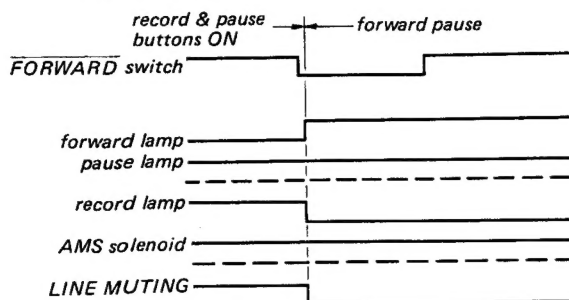 record & pause
buttons ON
forward pause
FORWARD switch
forward lamp
pause lamp
record lamp
AMS solenoid
LINE MUTING